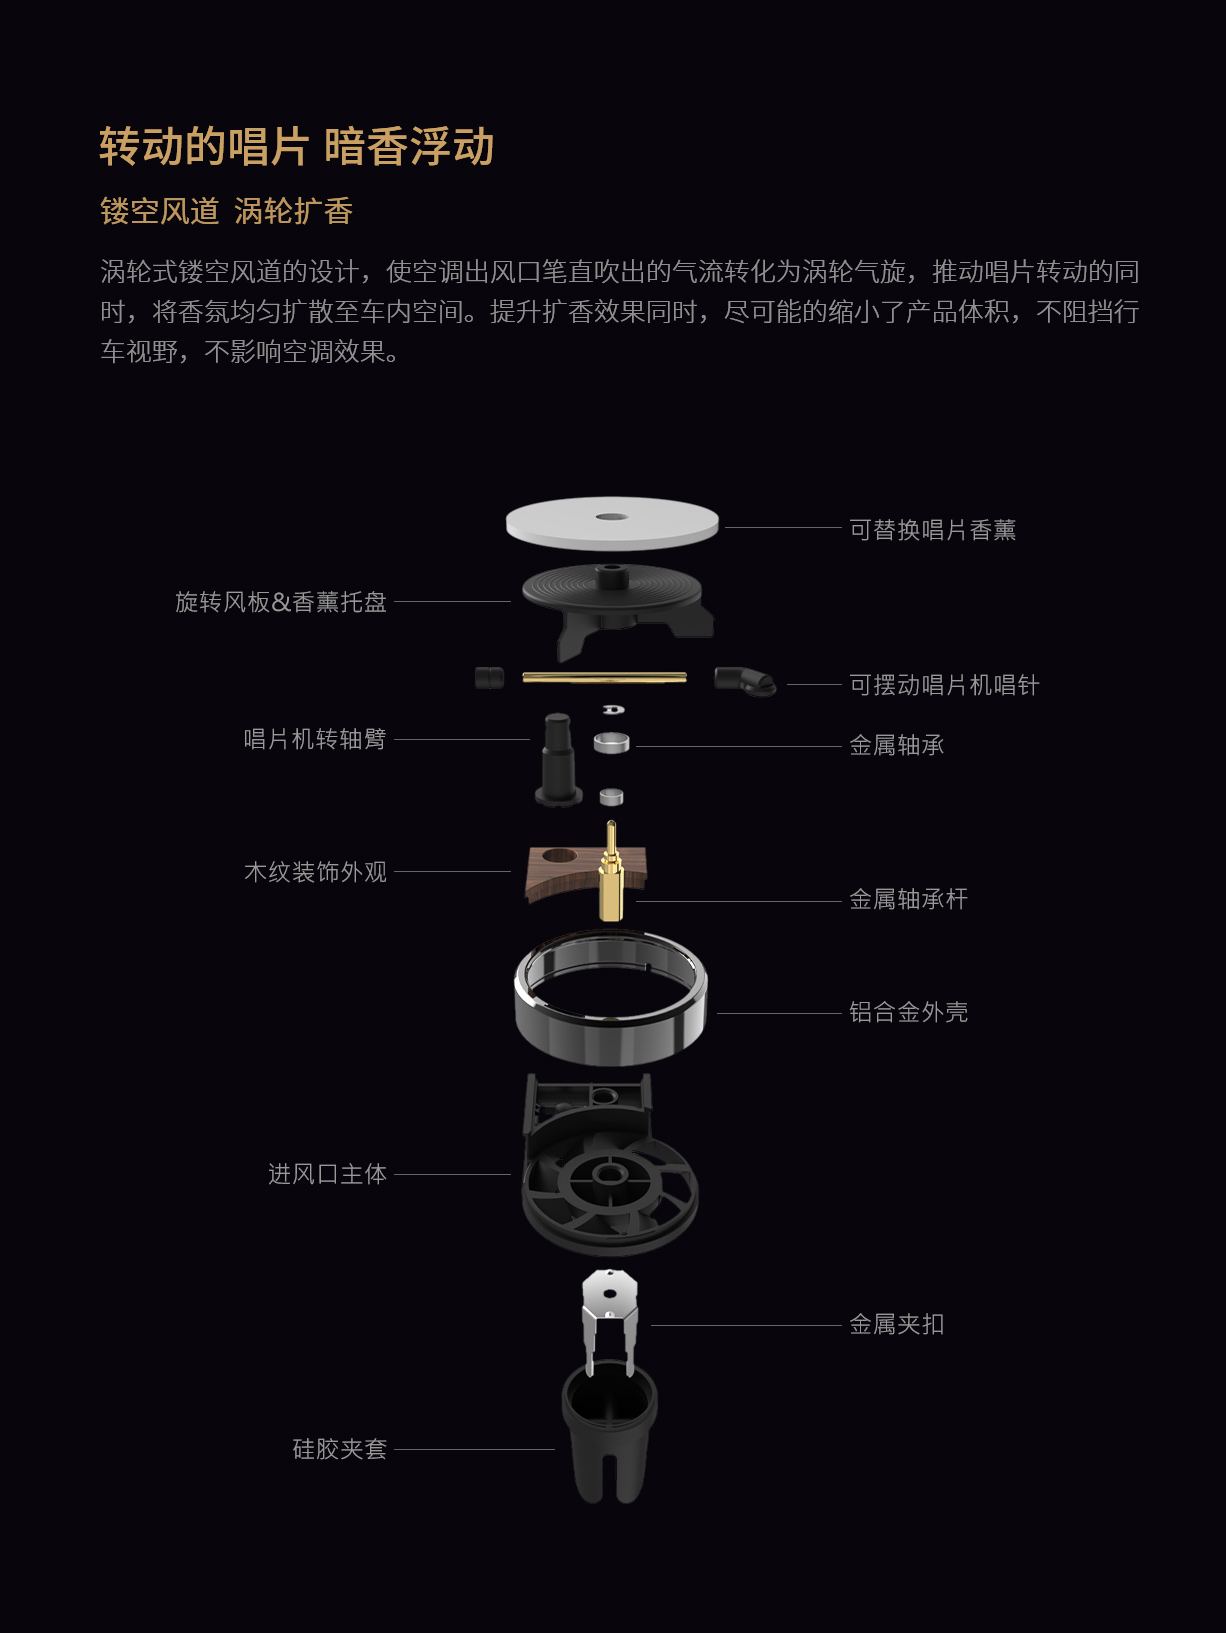 转动的唱片 暗香浮动
镂空风道 涡轮扩香
涡轮式镂空风道的设计，使空调出风口笔直吹出的气流转化为涡轮气旋，推动唱片转动的同
时，将香氛均匀扩散至车内空间。提升扩香效果同时，尽可能的缩小了产品体积，不阻挡行
车视野，不影响空调效果。
可替换唱片香薰
旋转风板&香薰托盘
可摆动唱片机唱针
唱片机转轴臂
金属轴承
木纹装饰外观
金属轴承杆
铝合金外壳
进风口主体
金属夹扣
硅胶夹套